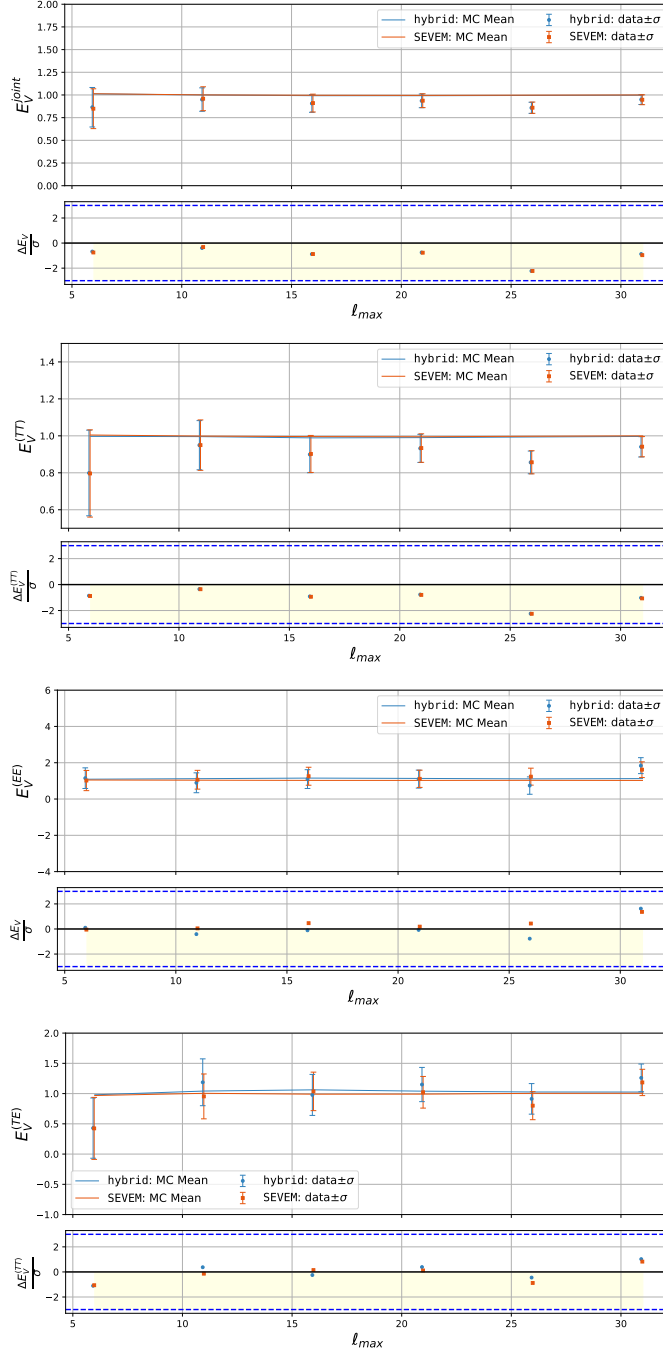 2.00
1.75
1.50
1.25
1.00
0.75
0.50
0.25
0.00
E_V^{joint}
hybrid: MC Mean
SEVEM: MC Mean
hybrid: data±σ
SEVEM: data±σ
2
0
−2
ΔE_V/σ
5 10 15 20 25 30
ℓ_max
1.4
1.2
1.0
0.8
0.6
E_V^{(TT)}
hybrid: MC Mean
SEVEM: MC Mean
hybrid: data±σ
SEVEM: data±σ
2
0
−2
ΔE_V^{(TT)}/σ
5 10 15 20 25 30
ℓ_max
6
4
2
0
−2
−4
E_V^{(EE)}
hybrid: MC Mean
SEVEM: MC Mean
hybrid: data±σ
SEVEM: data±σ
2
0
−2
ΔE_V/σ
5 10 15 20 25 30
ℓ_max
2.0
1.5
1.0
0.5
0.0
−0.5
−1.0
E_V^{(TE)}
hybrid: MC Mean
SEVEM: MC Mean
hybrid: data±σ
SEVEM: data±σ
2
0
−2
ΔE_V^{(TT)}/σ
5 10 15 20 25 30
ℓ_max